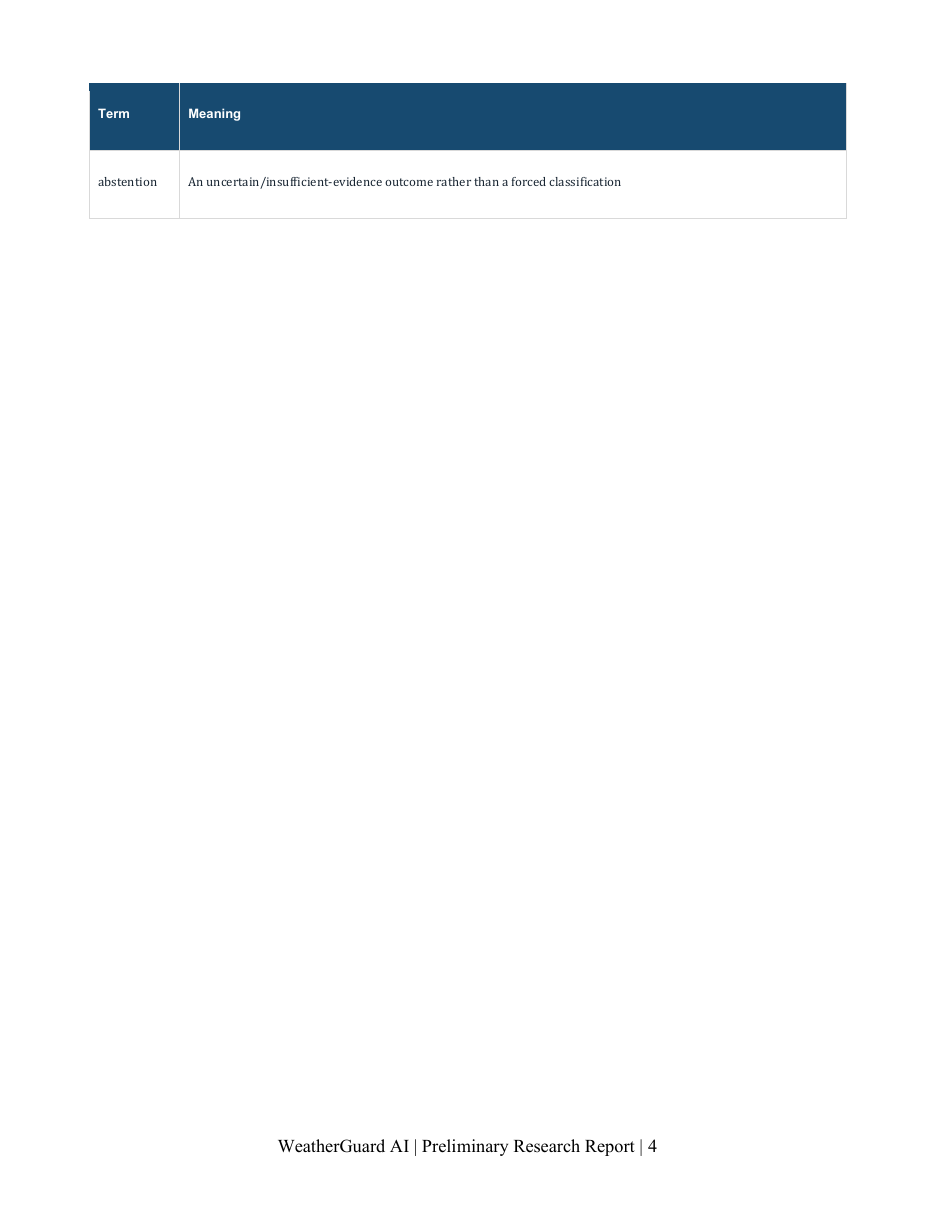 Term Meaning
abstention An uncertain/insufficient-evidence outcome rather than a forced classification
WeatherGuard AI | Preliminary Research Report | 4